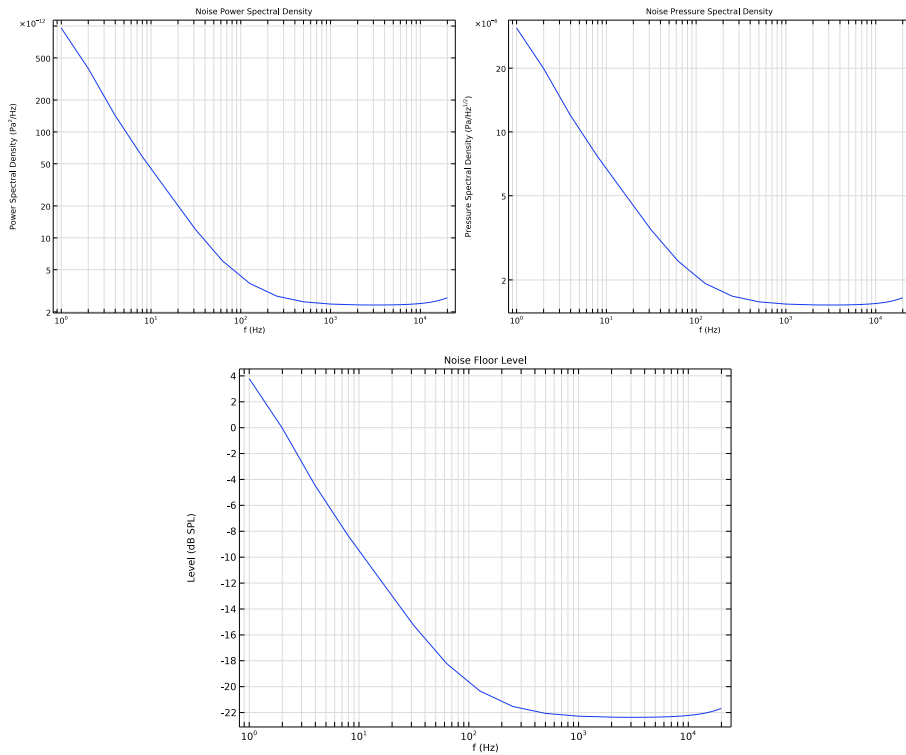 Noise Power Spectral Density
×10⁻¹²
500
200
100
50
20
10
5
2
Power Spectral Density (Pa²/Hz)
10⁰ 10¹ 10² 10³ 10⁴
f (Hz)
Noise Pressure Spectral Density
×10⁻⁶
20
10
5
2
Pressure Spectral Density (Pa/Hz¹ᐟ²)
10⁰ 10¹ 10² 10³ 10⁴
f (Hz)
Noise Floor Level
4
2
0
-2
-4
-6
-8
-10
-12
-14
-16
-18
-20
-22
Level (dB SPL)
10⁰ 10¹ 10² 10³ 10⁴
f (Hz)